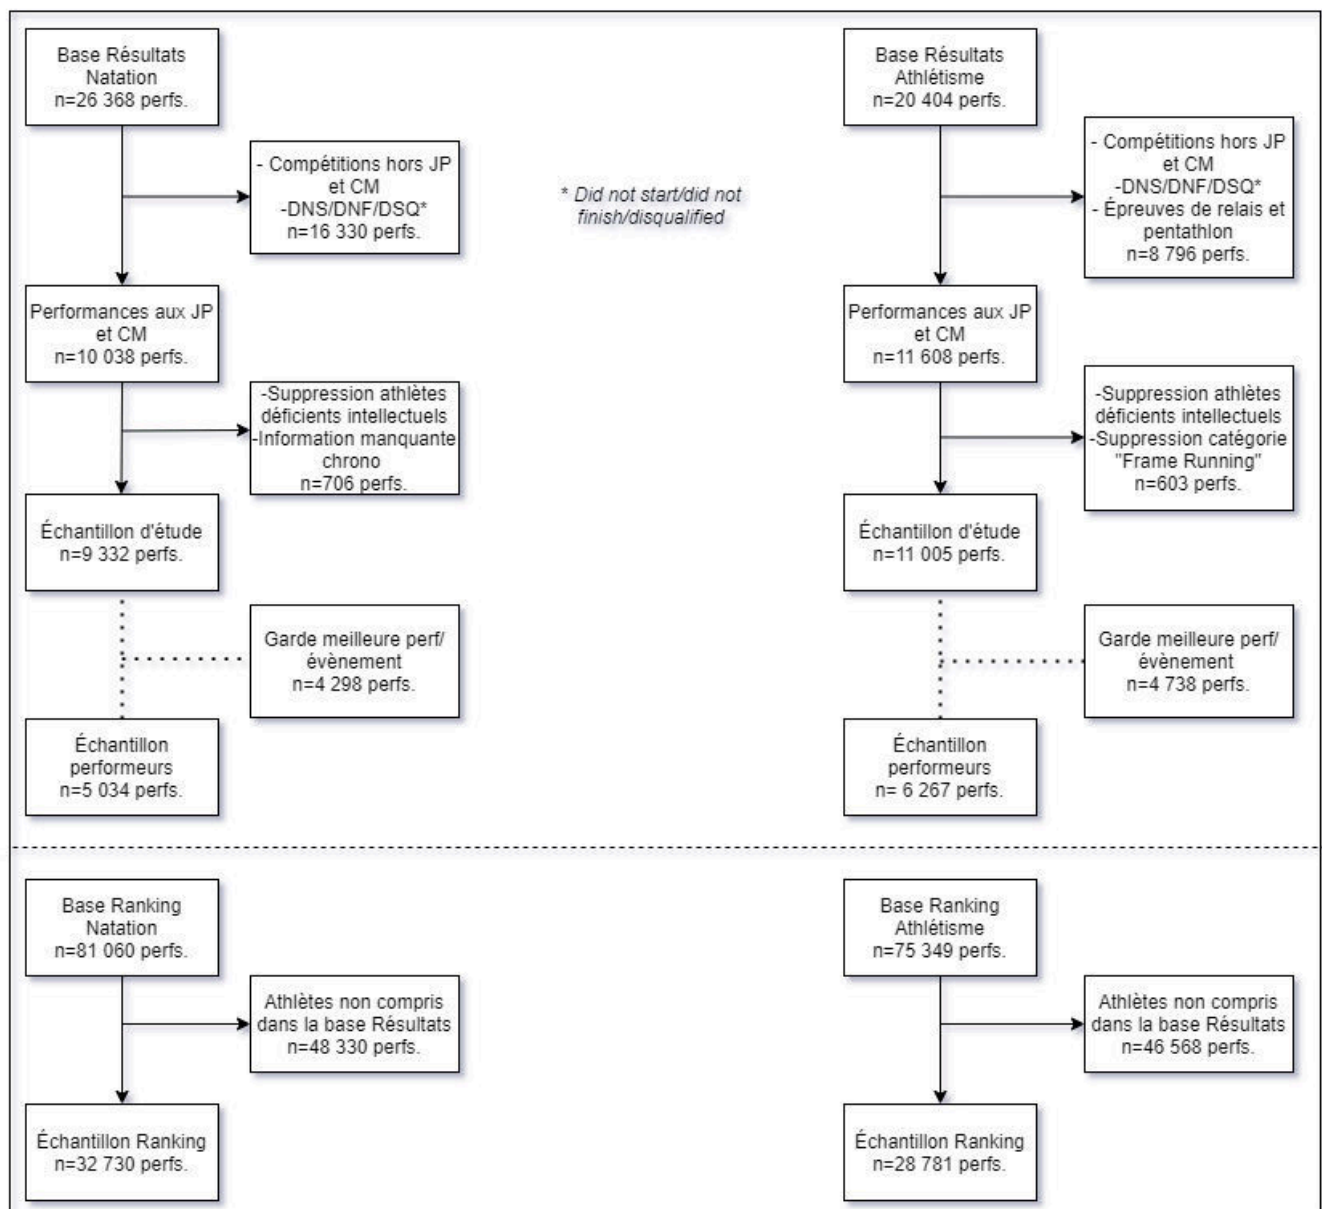 Base Résultats
Natation
n=26 368 perfs.
- Compétitions hors JP
et CM
-DNS/DNF/DSQ*
n=16 330 perfs.
Performances aux JP
et CM
n=10 038 perfs.
-Suppression athlètes
déficients intellectuels
-Information manquante
chrono
n=706 perfs.
Échantillon d'étude
n=9 332 perfs.
Garde meilleure perf/
évènement
n=4 298 perfs.
Échantillon
performeurs
n=5 034 perfs.
* Did not start/did not
finish/disqualified
Base Résultats
Athlétisme
n=20 404 perfs.
- Compétitions hors JP
et CM
-DNS/DNF/DSQ*
- Épreuves de relais et
pentathlon
n=8 796 perfs.
Performances aux JP
et CM
n=11 608 perfs.
-Suppression athlètes
déficients intellectuels
-Suppression catégorie
"Frame Running"
n=603 perfs.
Échantillon d'étude
n=11 005 perfs.
Garde meilleure perf/
évènement
n=4 738 perfs.
Échantillon
performeurs
n= 6 267 perfs.
Base Ranking
Natation
n=81 060 perfs.
Athlètes non compris
dans la base Résultats
n=48 330 perfs.
Échantillon Ranking
n=32 730 perfs.
Base Ranking
Athlétisme
n=75 349 perfs.
Athlètes non compris
dans la base Résultats
n=46 568 perfs.
Échantillon Ranking
n=28 781 perfs.